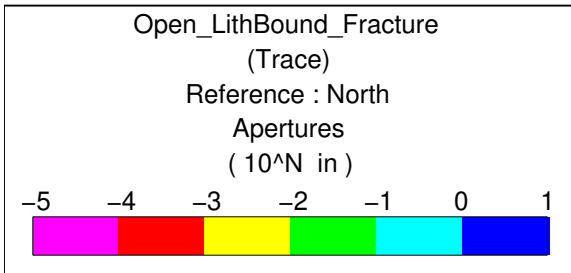 Open_LithBound_Fracture
(Trace)
Reference : North
Apertures
( 10^N in )
−5 −4 −3 −2 −1 0 1